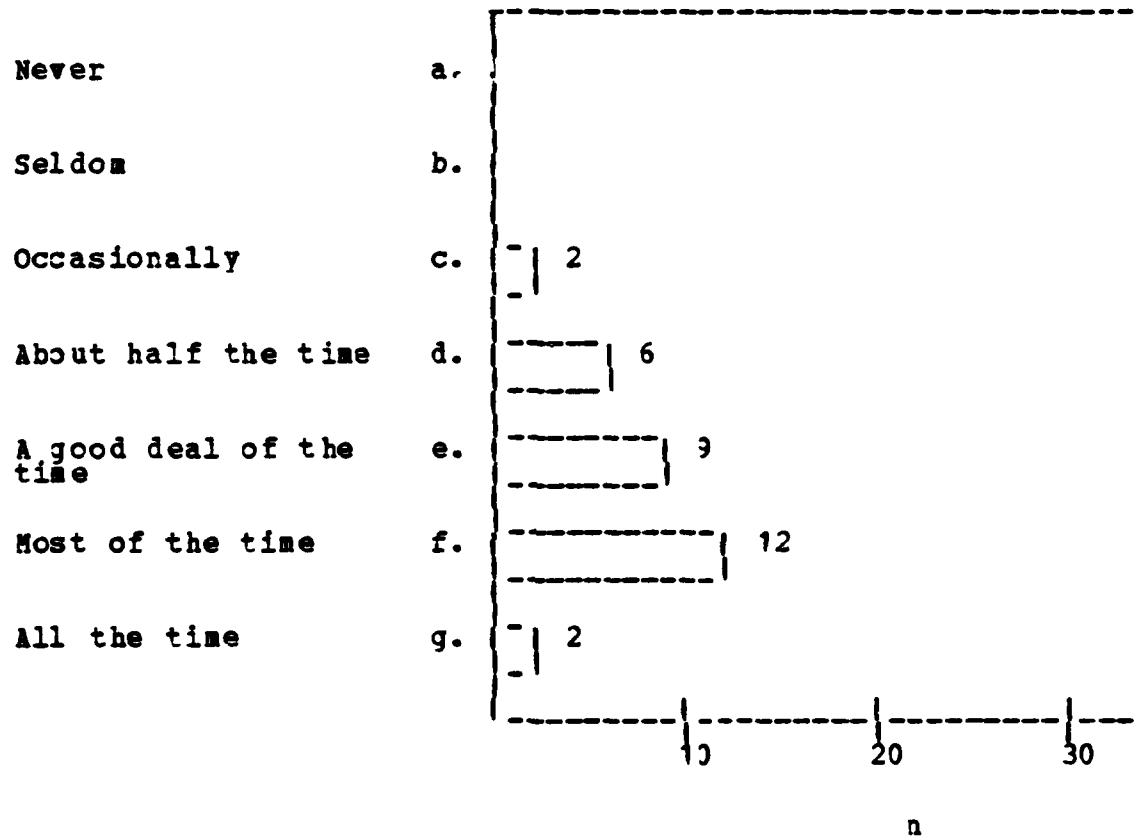 Never a.
Seldom b.
Occasionally c. 2
About half the time d. 6
A good deal of the e. 9
time
Most of the time f. 12
All the time g. 2
10 20 30
n